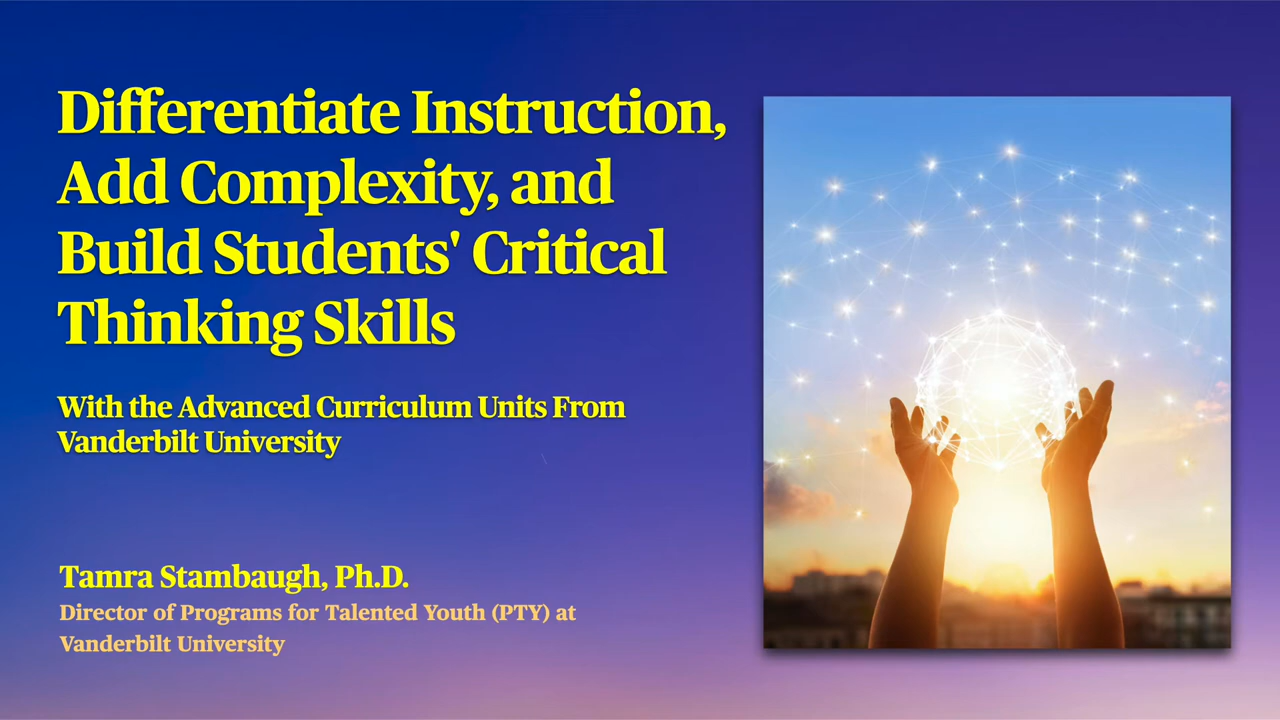 Differentiate Instruction,
Add Complexity, and
Build Students' Critical
Thinking Skills
With the Advanced Curriculum Units From
Vanderbilt University
Tamra Stambaugh, Ph.D.
Director of Programs for Talented Youth (PTY) at
Vanderbilt University